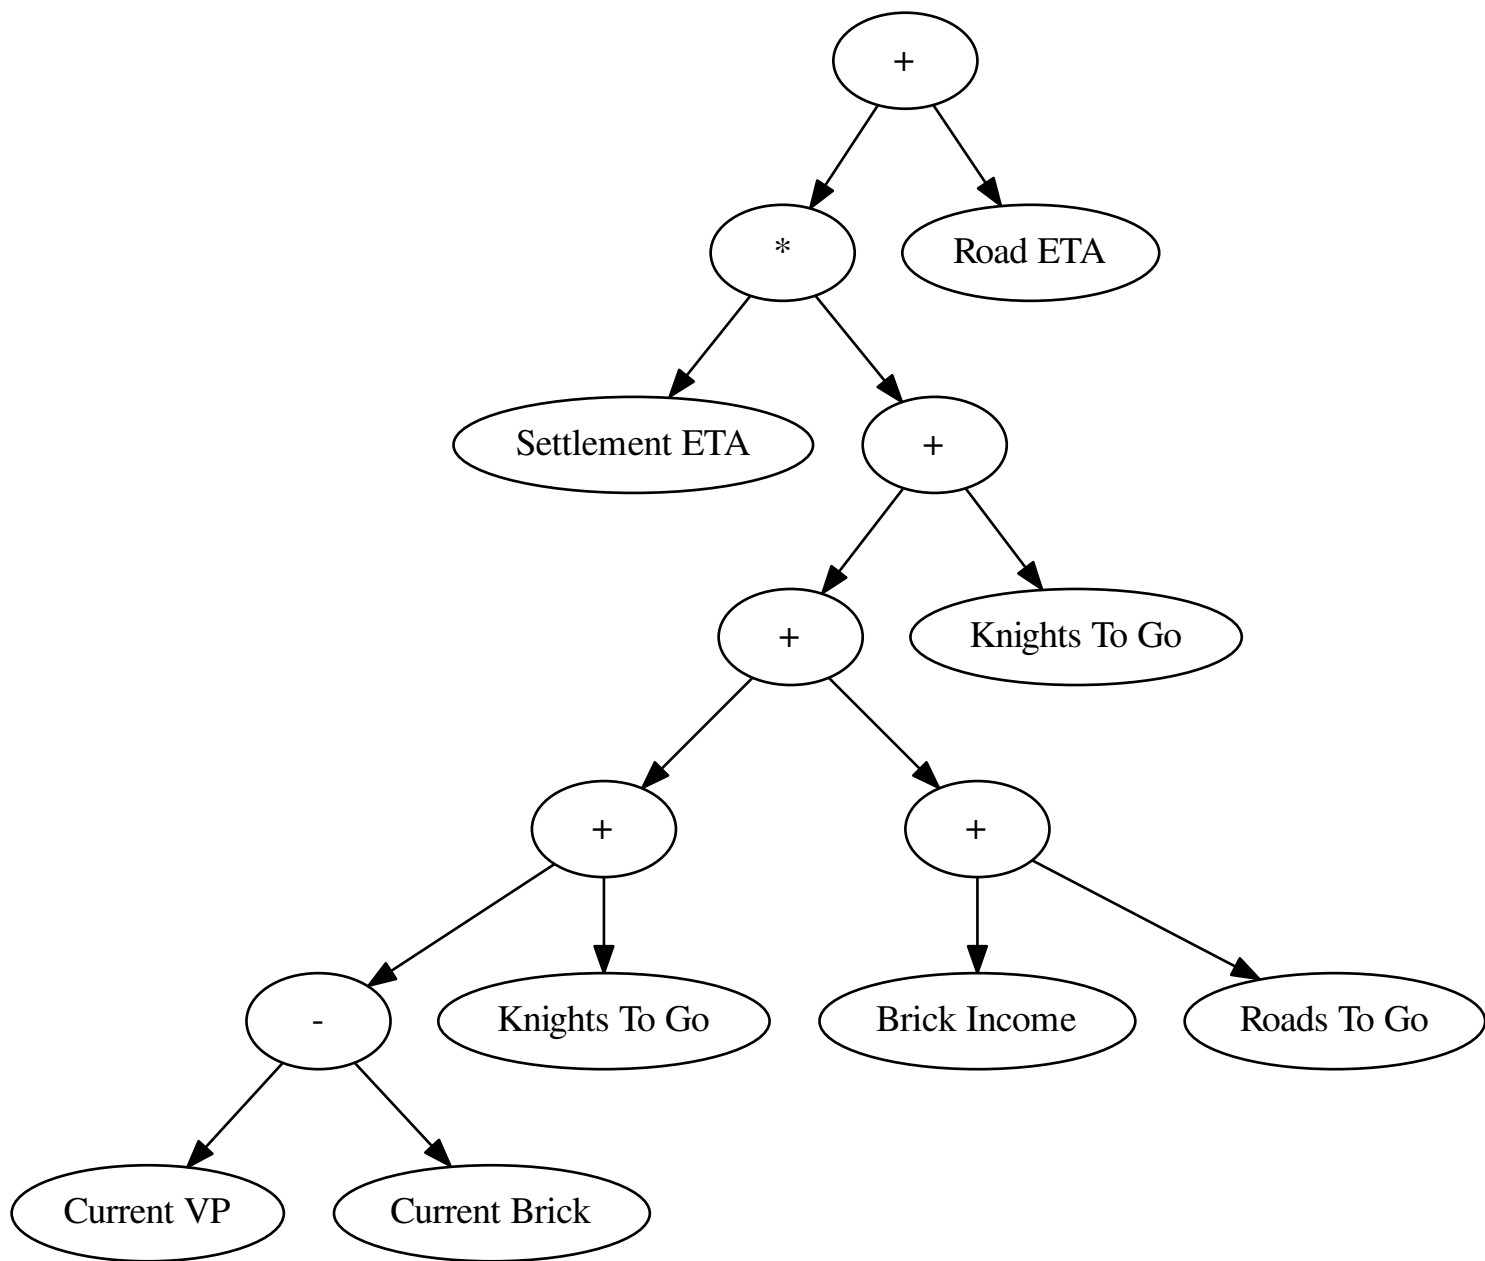 +
*
Road ETA
Settlement ETA
+
+
Knights To Go
+
+
-
Knights To Go
Brick Income
Roads To Go
Current VP
Current Brick